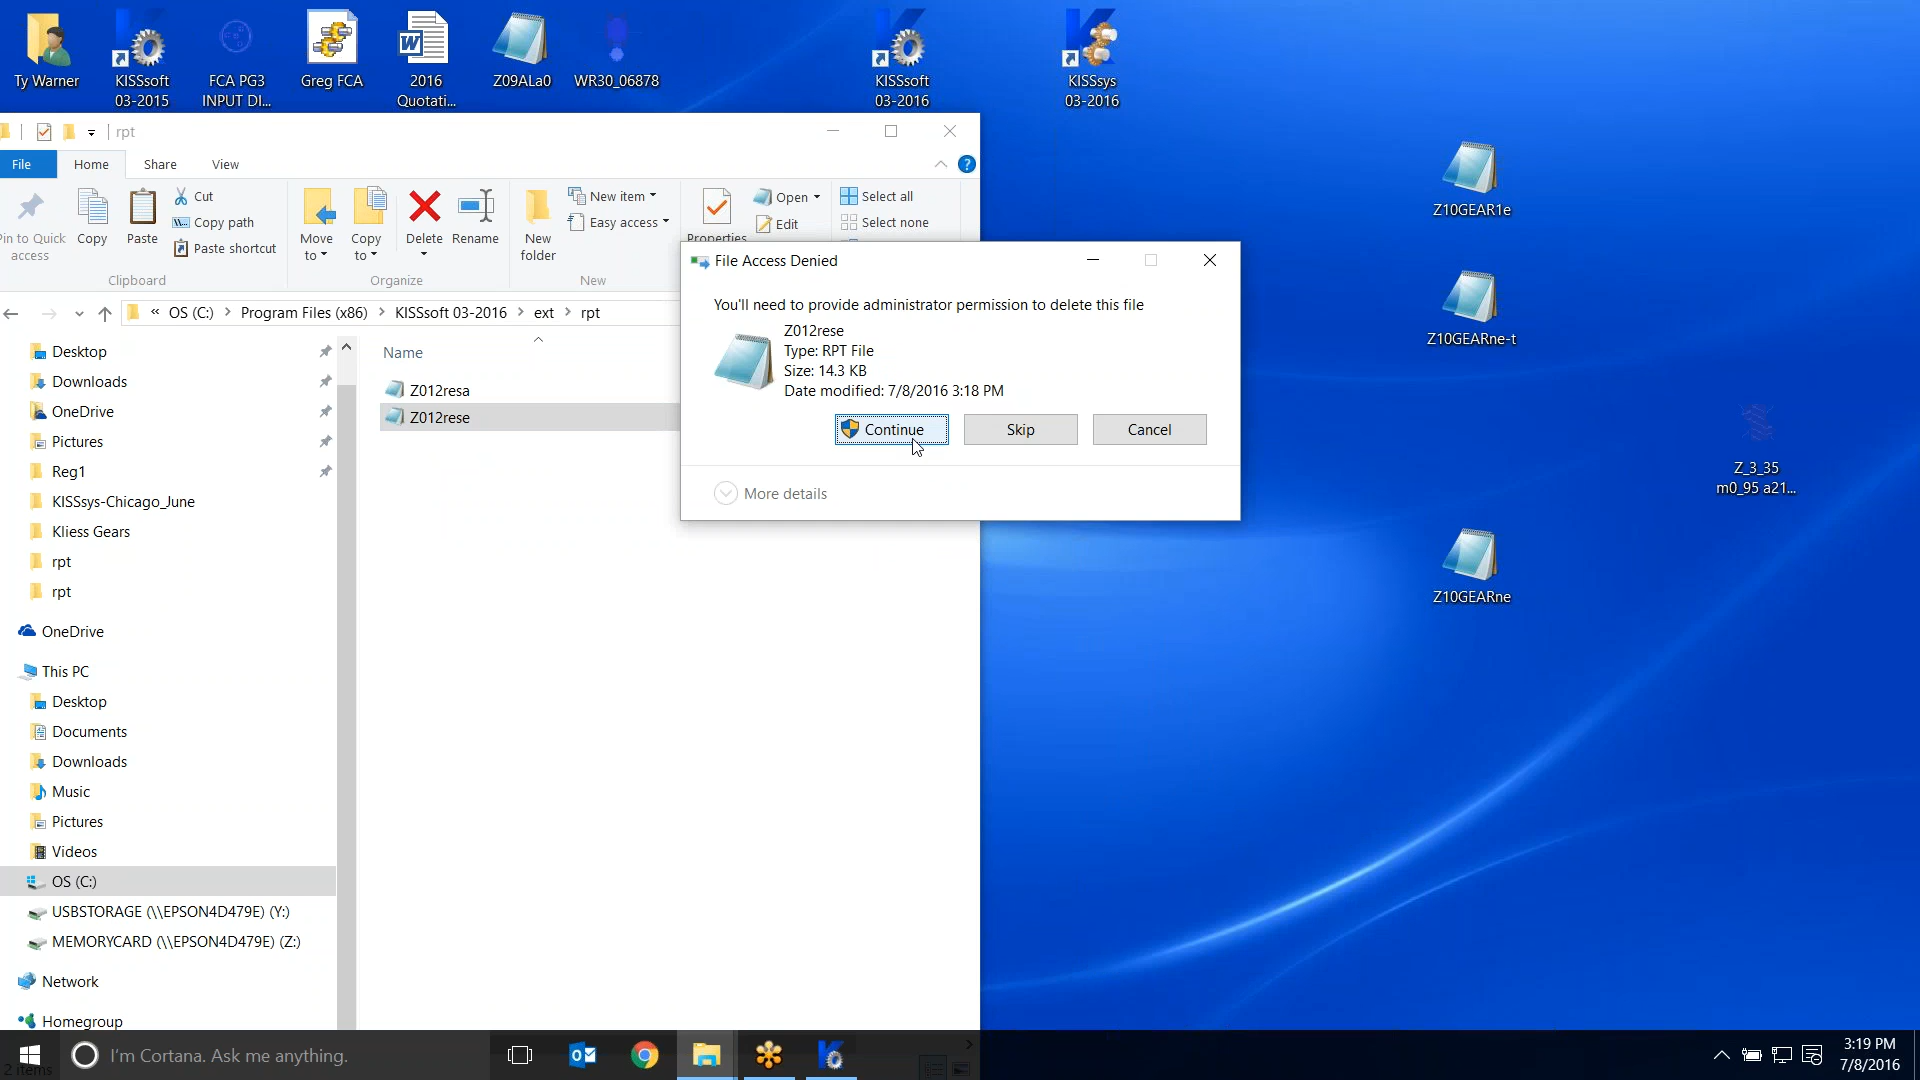 Ty Warner
KISSsoft
03-2015
FCA PG3
INPUT DI...
Greg FCA
2016
Quotati...
Z09ALa0
WR30_06878
KISSsoft
03-2016
KISSsys
03-2016
Z10GEAR1e
Z10GEARne-t
Z_3_35
m0_95 a21...
Z10GEARne
rpt
File
Home
Share
View
Pin to Quick
access
Copy
Paste
Cut
Copy path
Paste shortcut
Clipboard
Move
to
Copy
to
Delete
Rename
Organize
New
folder
New item
Easy access
New
Properties
Open
Edit
Select all
Select none
« OS (C:) > Program Files (x86) > KISSsoft 03-2016 > ext > rpt
Desktop
Downloads
OneDrive
Pictures
Reg1
KISSsys-Chicago_June
Kliess Gears
rpt
rpt
OneDrive
This PC
Desktop
Documents
Downloads
Music
Pictures
Videos
OS (C:)
USBSTORAGE (\\EPSON4D479E) (Y:)
MEMORYCARD (\\EPSON4D479E) (Z:)
Network
Homegroup
Name
Z012resa
Z012rese
File Access Denied
You'll need to provide administrator permission to delete this file
Z012rese
Type: RPT File
Size: 14.3 KB
Date modified: 7/8/2016 3:18 PM
Continue
Skip
Cancel
More details
2 items
I'm Cortana. Ask me anything.
3:19 PM
7/8/2016